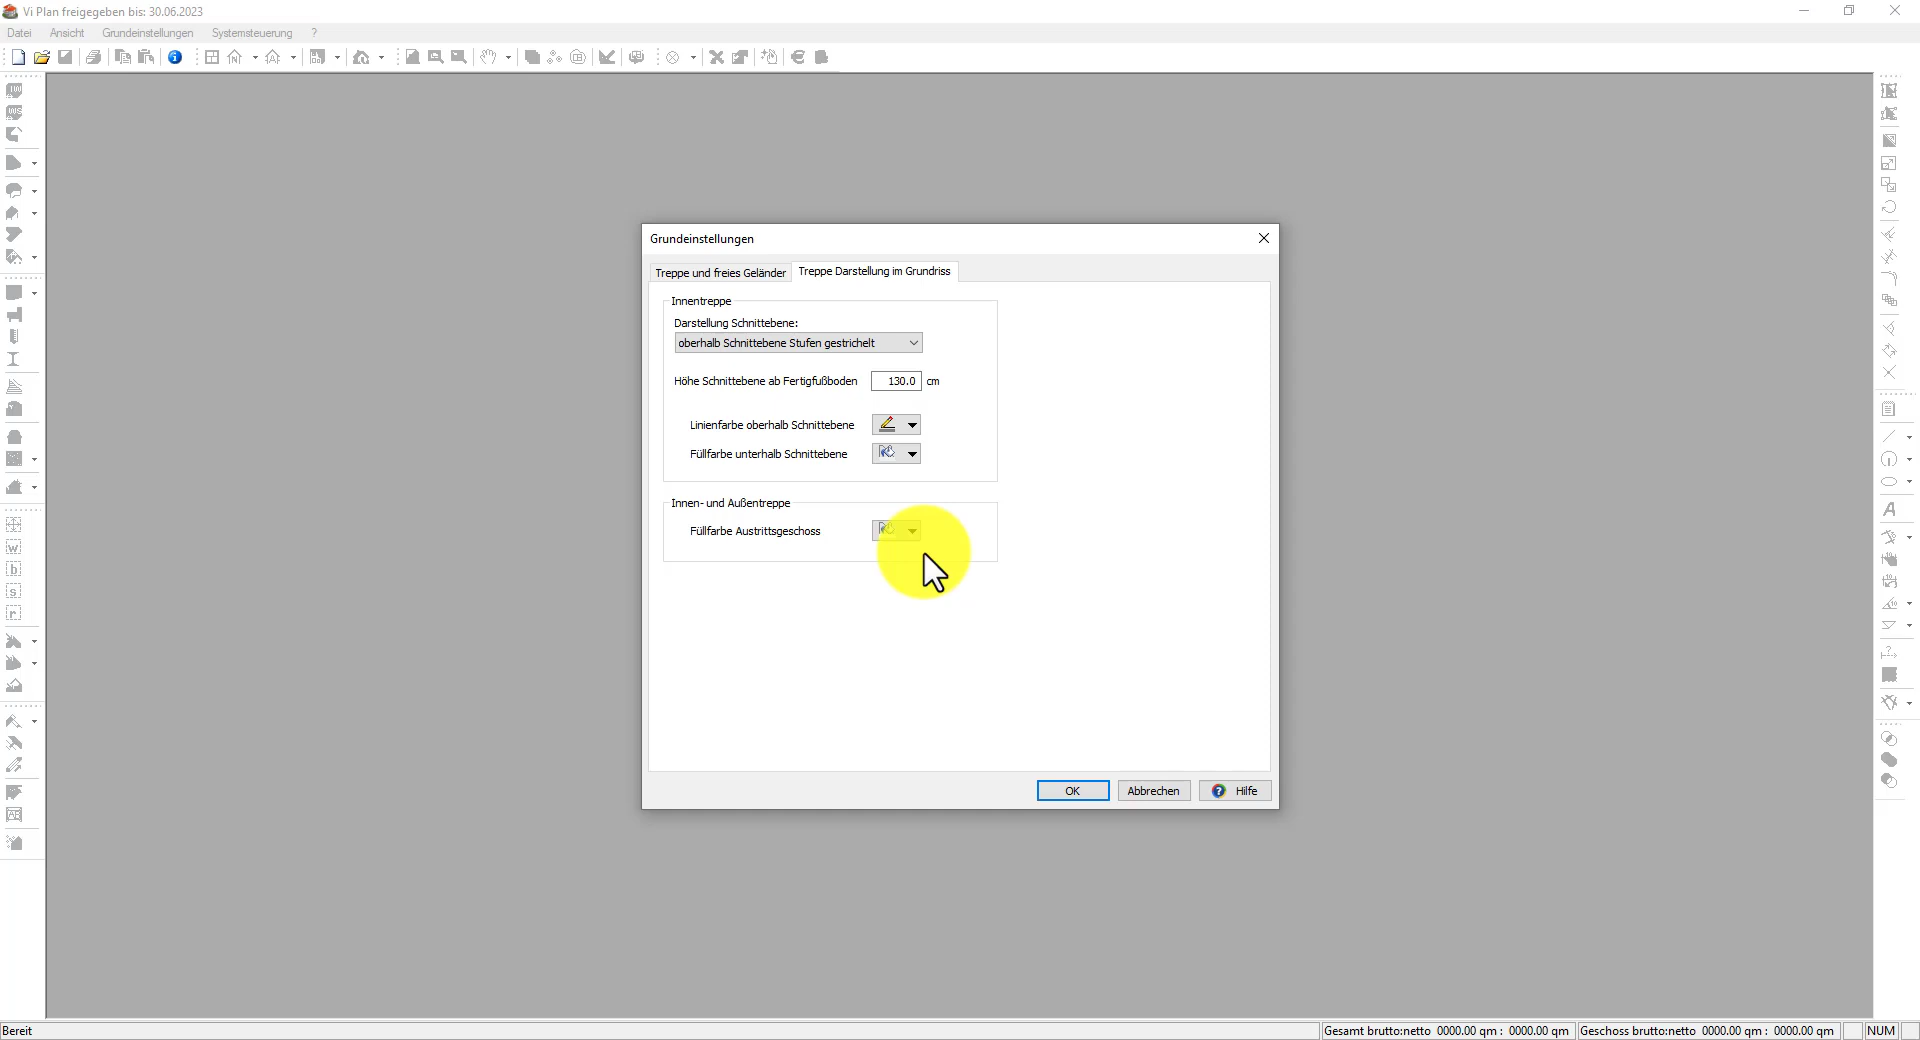 Vi Plan freigegeben bis: 30.06.2023
Datei Ansicht Grundeinstellungen Systemsteuerung ?
Grundeinstellungen
Treppe und freies Geländer Treppe Darstellung im Grundriss
Innentreppe
Darstellung Schnittebene:
oberhalb Schnittebene Stufen gestrichelt
Höhe Schnittebene ab Fertigfußboden 130.0 cm
Linienfarbe oberhalb Schnittebene
Füllfarbe unterhalb Schnittebene
Innen- und Außentreppe
Füllfarbe Austrittsgeschoss
OK Abbrechen Hilfe
w
b
s
r
A
Bereit Gesamt brutto:netto 0000.00 qm : 0000.00 qm Geschoss brutto:netto 0000.00 qm : 0000.00 qm NUM